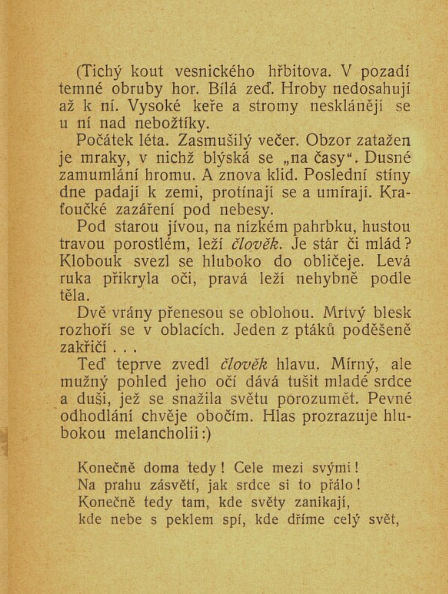 (Tichý kout vesnického hřbitova. V pozadí
temné obruby hor. Bílá zeď. Hroby nedosahují
až k ní. Vysoké keře a stromy nesklánějí se
u ní nad nebožtíky.
Počátek léta. Zasmušilý večer. Obzor zatažen
je mraky, v nichž blýská se „na časy“. Dusné
zamumlání hromu. A znova klid. Poslední stíny
dne padají k zemi, protínají se a umírají. Kra-
ťoučké zazáření pod nebesy.
Pod starou jívou, na nízkém pahrbku, hustou
travou porostlém, leží člověk. Je stár či mlád?
Klobouk svezl se hluboko do obličeje. Levá
ruka přikryla oči, pravá leží nehybně podle
těla.
Dvě vrány přenesou se oblohou. Mrtvý blesk
rozhoří se v oblacích. Jeden z ptáků poděšeně
zakřičí . . .
Teď teprve zvedl člověk hlavu. Mírný, ale
mužný pohled jeho očí dává tušit mladé srdce
a duši, jež se snažila světu porozumět. Pevné
odhodlání chvěje obočím. Hlas prozrazuje hlu-
bokou melancholii:)
Konečně doma tedy! Cele mezi svými!
Na prahu zásvětí, jak srdce si to přálo!
Konečně tedy tam, kde světy zanikají,
kde nebe s peklem spí, kde dříme celý svět,